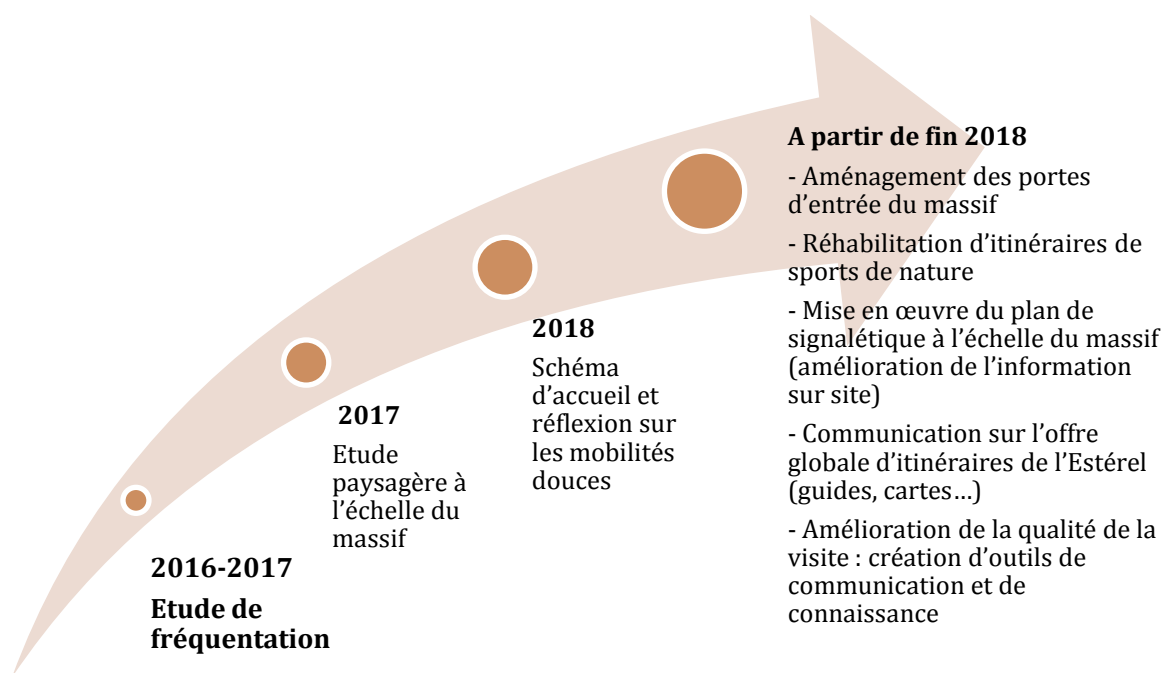 2016-2017
Etude de
fréquentation
2017
Etude
paysagère à
l’échelle du
massif
2018
Schéma
d’accueil et
réflexion sur
les mobilités
douces
A partir de fin 2018
- Aménagement des portes
d’entrée du massif
- Réhabilitation d’itinéraires de
sports de nature
- Mise en œuvre du plan de
signalétique à l’échelle du massif
(amélioration de l’information
sur site)
- Communication sur l’offre
globale d’itinéraires de l’Estérel
(guides, cartes…)
- Amélioration de la qualité de la
visite : création d’outils de
communication et de
connaissance